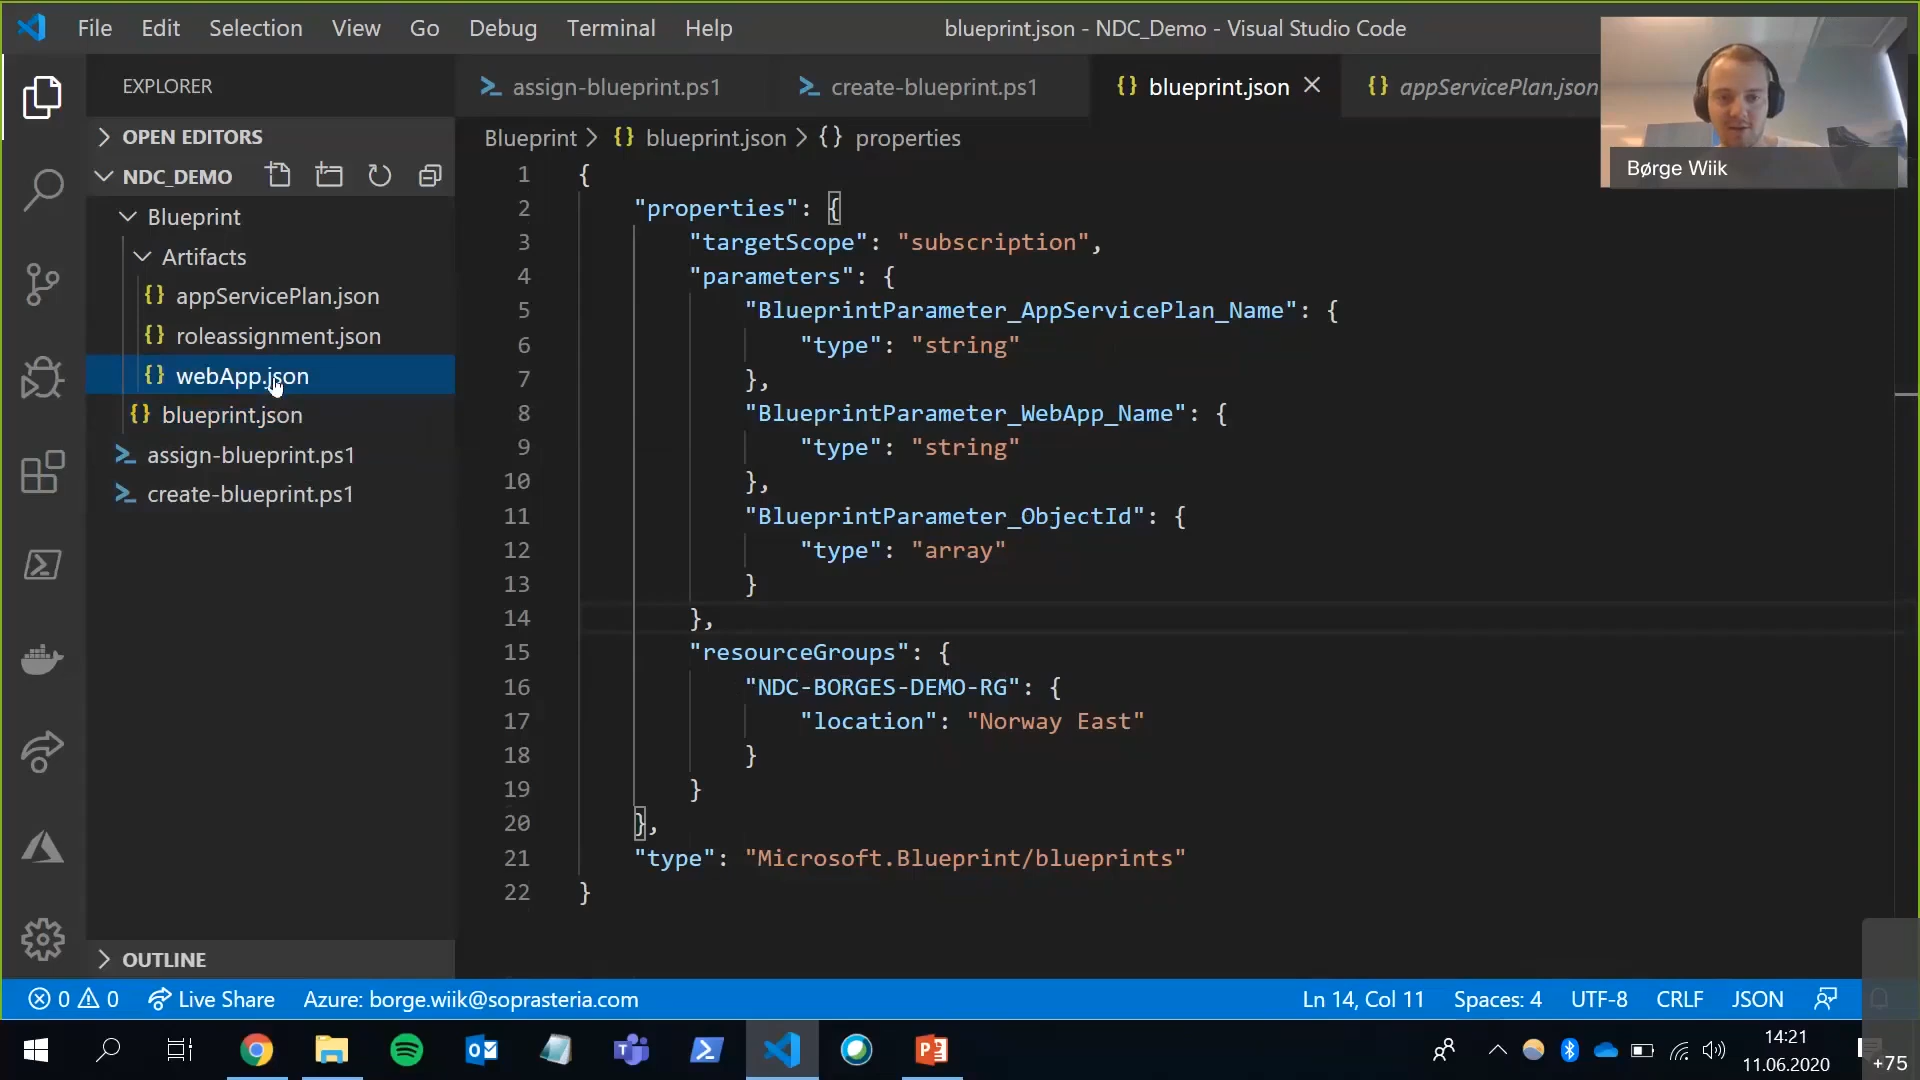 File Edit Selection View Go Debug Terminal Help
blueprint.json - NDC_Demo - Visual Studio Code
Børge Wiik
EXPLORER
OPEN EDITORS
NDC_DEMO
Blueprint
Artifacts
{} appServicePlan.json
{} roleassignment.json
{} webApp.json
{} blueprint.json
assign-blueprint.ps1
create-blueprint.ps1
OUTLINE
assign-blueprint.ps1 create-blueprint.ps1 {} blueprint.json {} appServicePlan.json
Blueprint > {} blueprint.json > {} properties
1 {
2 "properties": {
3 "targetScope": "subscription",
4 "parameters": {
5 "BlueprintParameter_AppServicePlan_Name": {
6 "type": "string"
7 },
8 "BlueprintParameter_WebApp_Name": {
9 "type": "string"
10 },
11 "BlueprintParameter_ObjectId": {
12 "type": "array"
13 }
14 },
15 "resourceGroups": {
16 "NDC-BORGES-DEMO-RG": {
17 "location": "Norway East"
18 }
19 }
20 },
21 "type": "Microsoft.Blueprint/blueprints"
22 }
0 0 Live Share Azure: borge.wiik@soprasteria.com Ln 14, Col 11 Spaces: 4 UTF-8 CRLF JSON
14:21
11.06.2020
+75